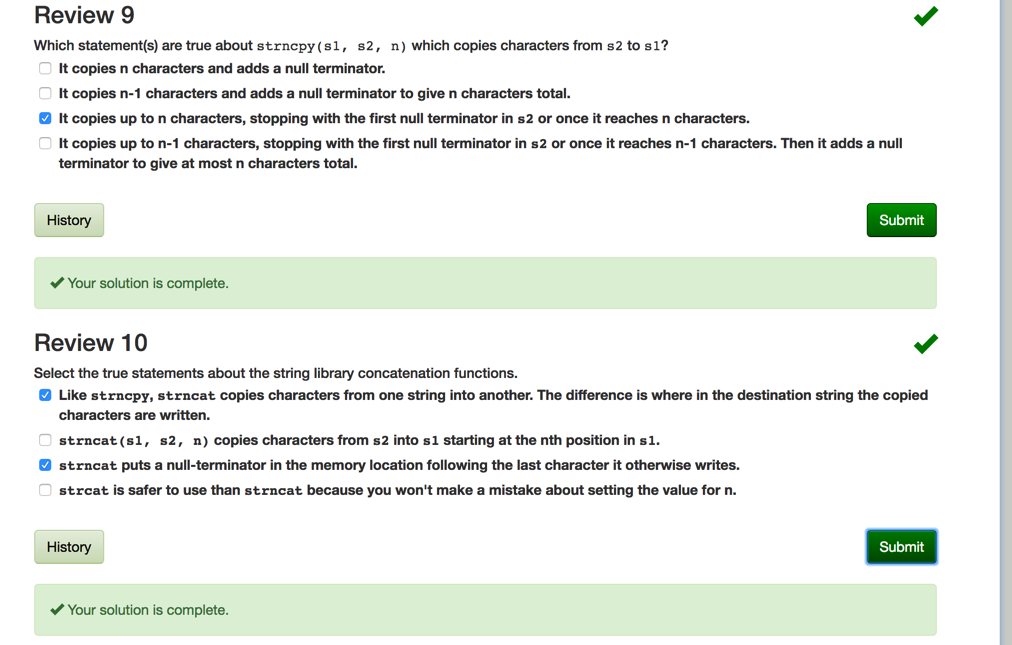 Review 9
Which statement(s) are true about strncpy(s1, s2, n) which copies characters from s2 to s1?
It copies n characters and adds a null terminator.
It copies n-1 characters and adds a null terminator to give n characters total.
It copies up to n characters, stopping with the first null terminator in s2 or once it reaches n characters.
It copies up to n-1 characters, stopping with the first null terminator in s2 or once it reaches n-1 characters. Then it adds a null
terminator to give at most n characters total.
History
Submit
Your solution is complete.
Review 10
Select the true statements about the string library concatenation functions.
Like strncpy, strncat copies characters from one string into another. The difference is where in the destination string the copied
characters are written.
strncat(s1, s2, n) copies characters from s2 into s1 starting at the nth position in s1.
strncat puts a null-terminator in the memory location following the last character it otherwise writes.
strcat is safer to use than strncat because you won't make a mistake about setting the value for n.
History
Submit
Your solution is complete.